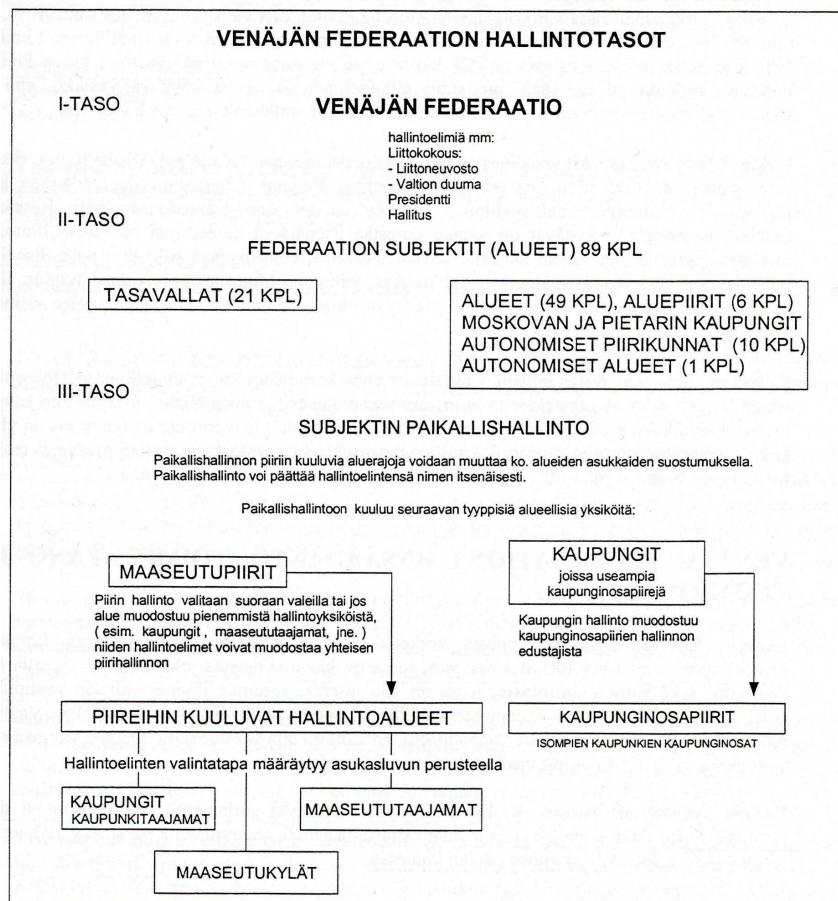 VENÄJÄN FEDERAATION HALLINTOTASOT
I-TASO
VENÄJÄN FEDERAATIO
hallintoelimiä mm:
Liittokokous:
- Liittoneuvosto
- Valtion duuma
Presidentti
Hallitus
II-TASO
FEDERAATION SUBJEKTIT (ALUEET) 89 KPL
TASAVALLAT (21 KPL)
ALUEET (49 KPL), ALUEPIIRIT (6 KPL)
MOSKOVAN JA PIETARIN KAUPUNGIT
AUTONOMISET PIIRIKUNNAT (10 KPL)
AUTONOMISET ALUEET (1 KPL)
III-TASO
SUBJEKTIN PAIKALLISHALLINTO
Paikallishallinnon piiriin kuuluvia aluerajoja voidaan muuttaa ko. alueiden asukkaiden suostumuksella.
Paikallishallinto voi päättää hallintoelintensä nimen itsenäisesti.
Paikallishallintoon kuuluu seuraavan tyyppisiä alueellisia yksiköitä:
MAASEUTUPIIRIT
Piirin hallinto valitaan suoraan valeilla tai jos
alue muodostuu pienemmistä hallintoyksiköistä,
( esim. kaupungit , maaseututaajamat, jne. )
niiden hallintoelimet voivat muodostaa yhteisen
piirihallinnon
KAUPUNGIT
joissa useampia
kaupunginosapiirejä
Kaupungin hallinto muodostuu
kaupunginosapiirien hallinnon
edustajista
PIIREIHIN KUULUVAT HALLINTOALUEET
KAUPUNGINOSAPIIRIT
ISOMPIEN KAUPUNKIEN KAUPUNGINOSAT
Hallintoelinten valintatapa määräytyy asukasluvun perusteella
KAUPUNGIT
KAUPUNKITAAJAMAT
MAASEUTUTAAJAMAT
MAASEUTUKYLÄT